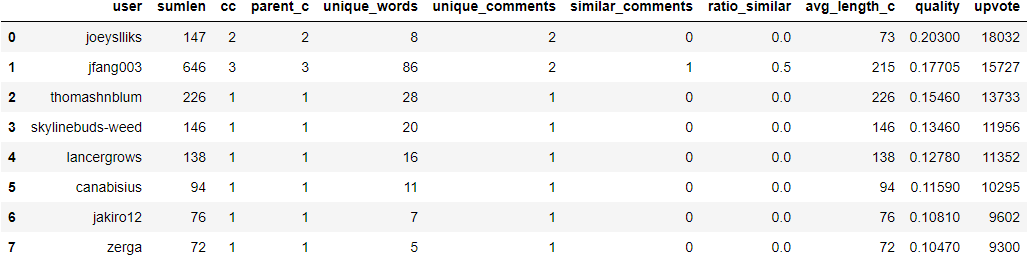 user sumlen cc parent_c unique_words unique_comments similar_comments ratio_similar avg_length_c quality upvote
0 joeyslliks 147 2 2 8 2 0 0.0 73 0.20300 18032
1 jfang003 646 3 3 86 2 1 0.5 215 0.17705 15727
2 thomashnblum 226 1 1 28 1 0 0.0 226 0.15460 13733
3 skylinebuds-weed 146 1 1 20 1 0 0.0 146 0.13460 11956
4 lancergrows 138 1 1 16 1 0 0.0 138 0.12780 11352
5 canabisius 94 1 1 11 1 0 0.0 94 0.11590 10295
6 jakiro12 76 1 1 7 1 0 0.0 76 0.10810 9602
7 zerga 72 1 1 5 1 0 0.0 72 0.10470 9300